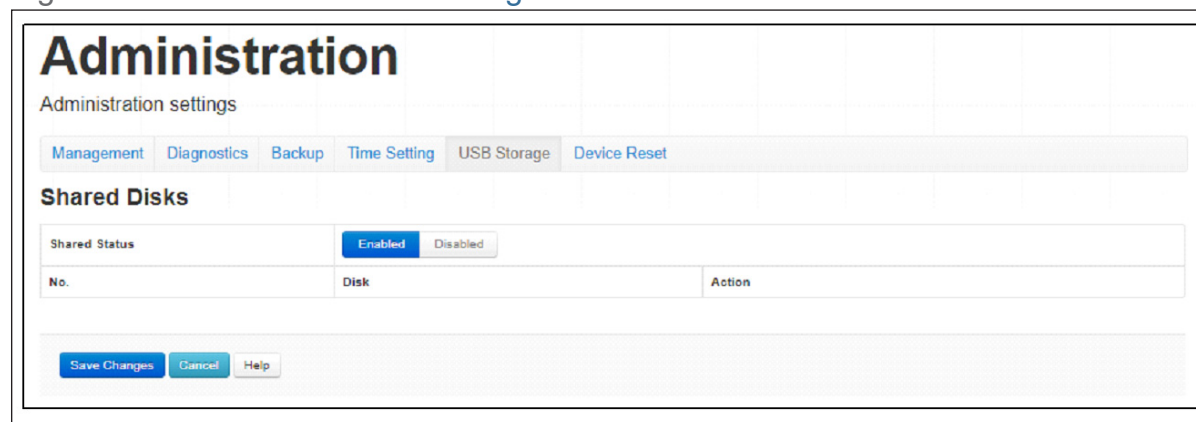 Administration
Administration settings
Management Diagnostics Backup Time Setting USB Storage Device Reset
Shared Disks
Shared Status Enabled Disabled
No. Disk Action
Save Changes Cancel Help